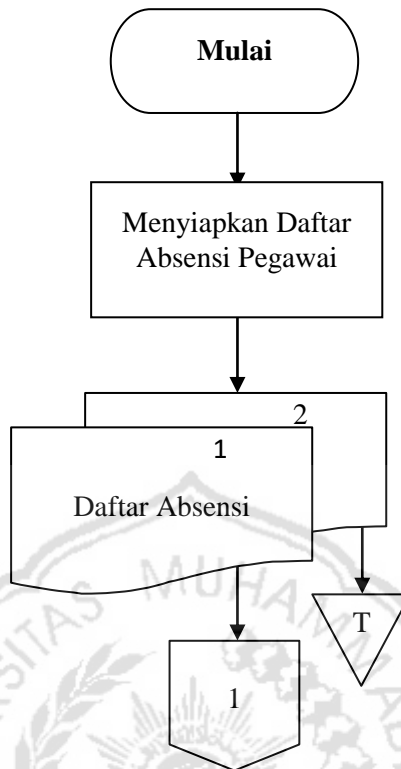 Mulai
Menyiapkan Daftar
Absensi Pegawai
2
1
Daftar Absensi
T
1